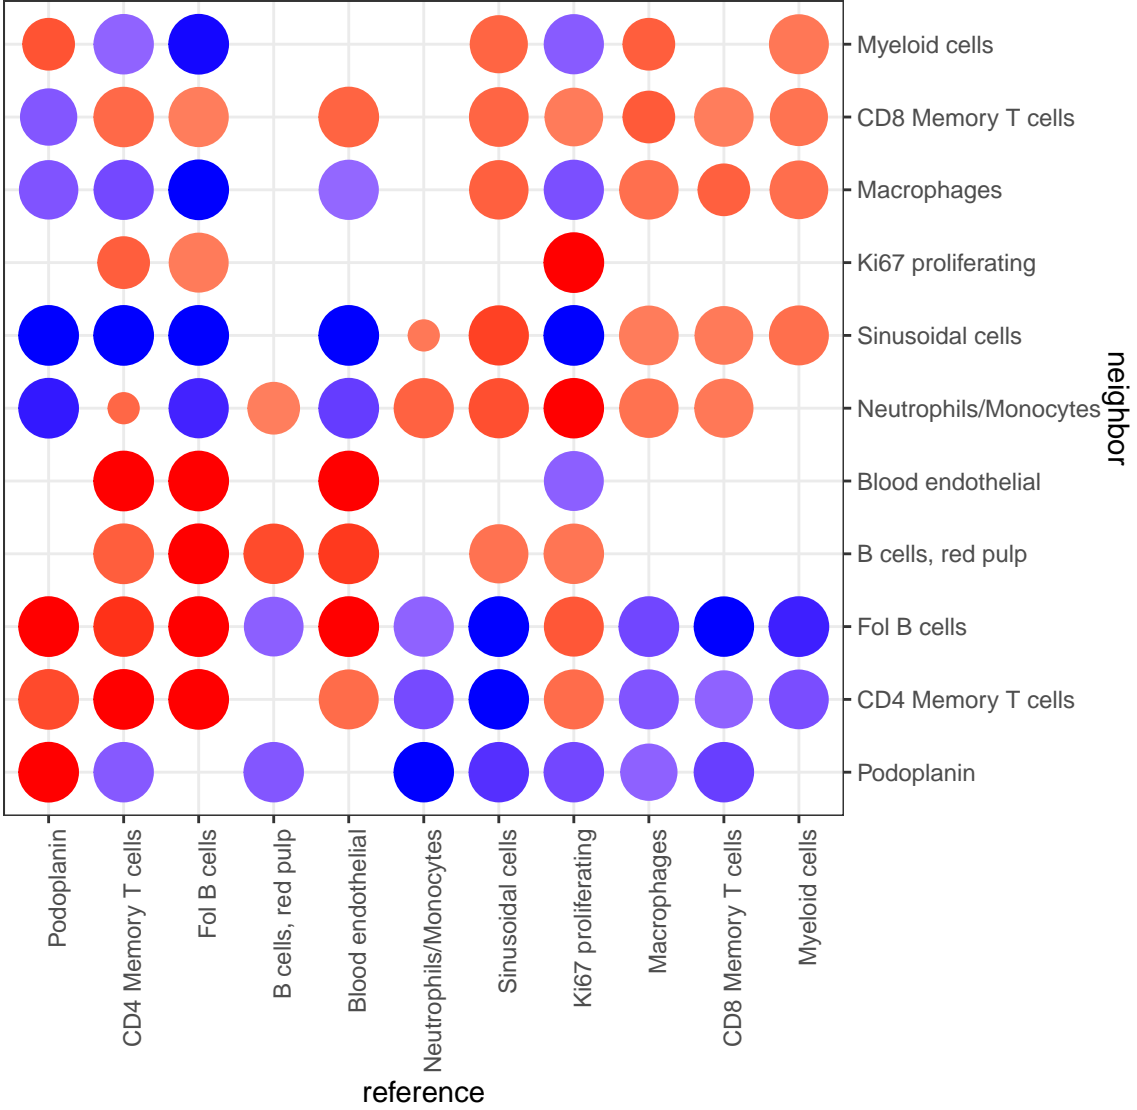 Myeloid cells
CD8 Memory T cells
Macrophages
Ki67 proliferating
Sinusoidal cells
Neutrophils/Monocytes
Blood endothelial
B cells, red pulp
Fol B cells
CD4 Memory T cells
Podoplanin
neighbor
Podoplanin
CD4 Memory T cells
Fol B cells
B cells, red pulp
Blood endothelial
Neutrophils/Monocytes
Sinusoidal cells
Ki67 proliferating
Macrophages
CD8 Memory T cells
Myeloid cells
reference